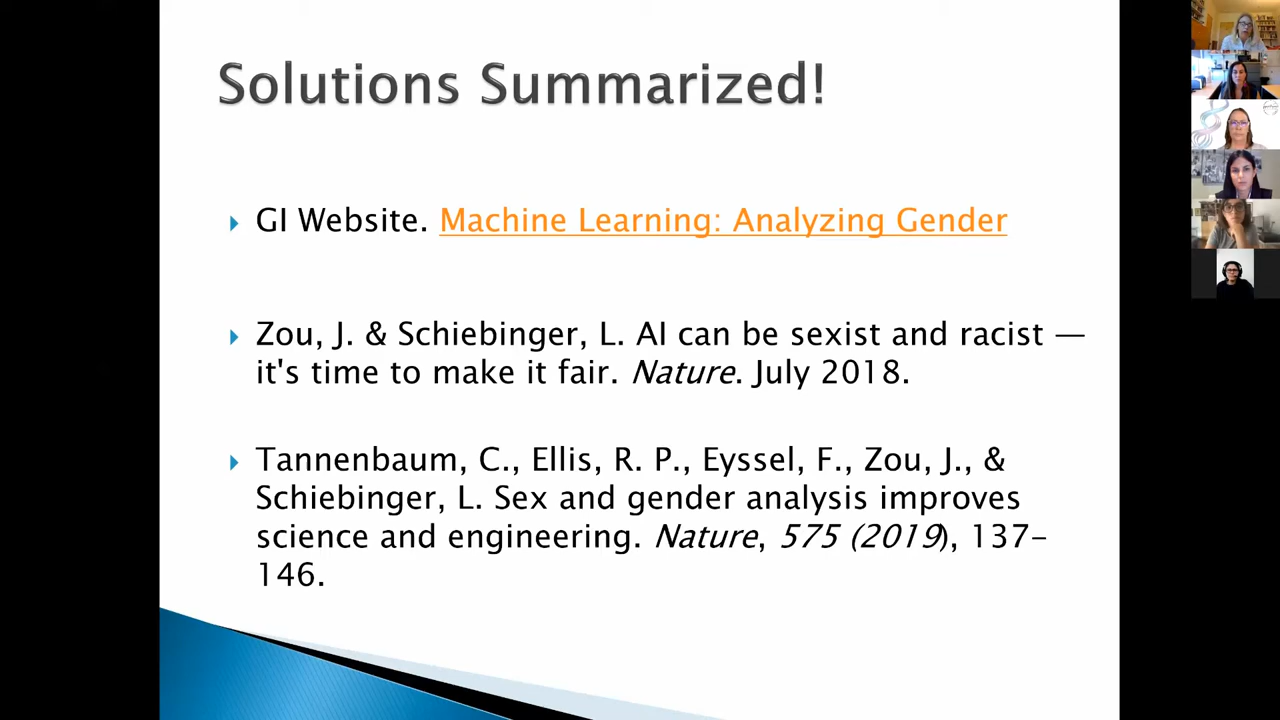 Solutions Summarized!
GI Website. Machine Learning: Analyzing Gender
Zou, J. & Schiebinger, L. AI can be sexist and racist —
it's time to make it fair. Nature. July 2018.
Tannenbaum, C., Ellis, R. P., Eyssel, F., Zou, J., &
Schiebinger, L. Sex and gender analysis improves
science and engineering. Nature, 575 (2019), 137–
146.